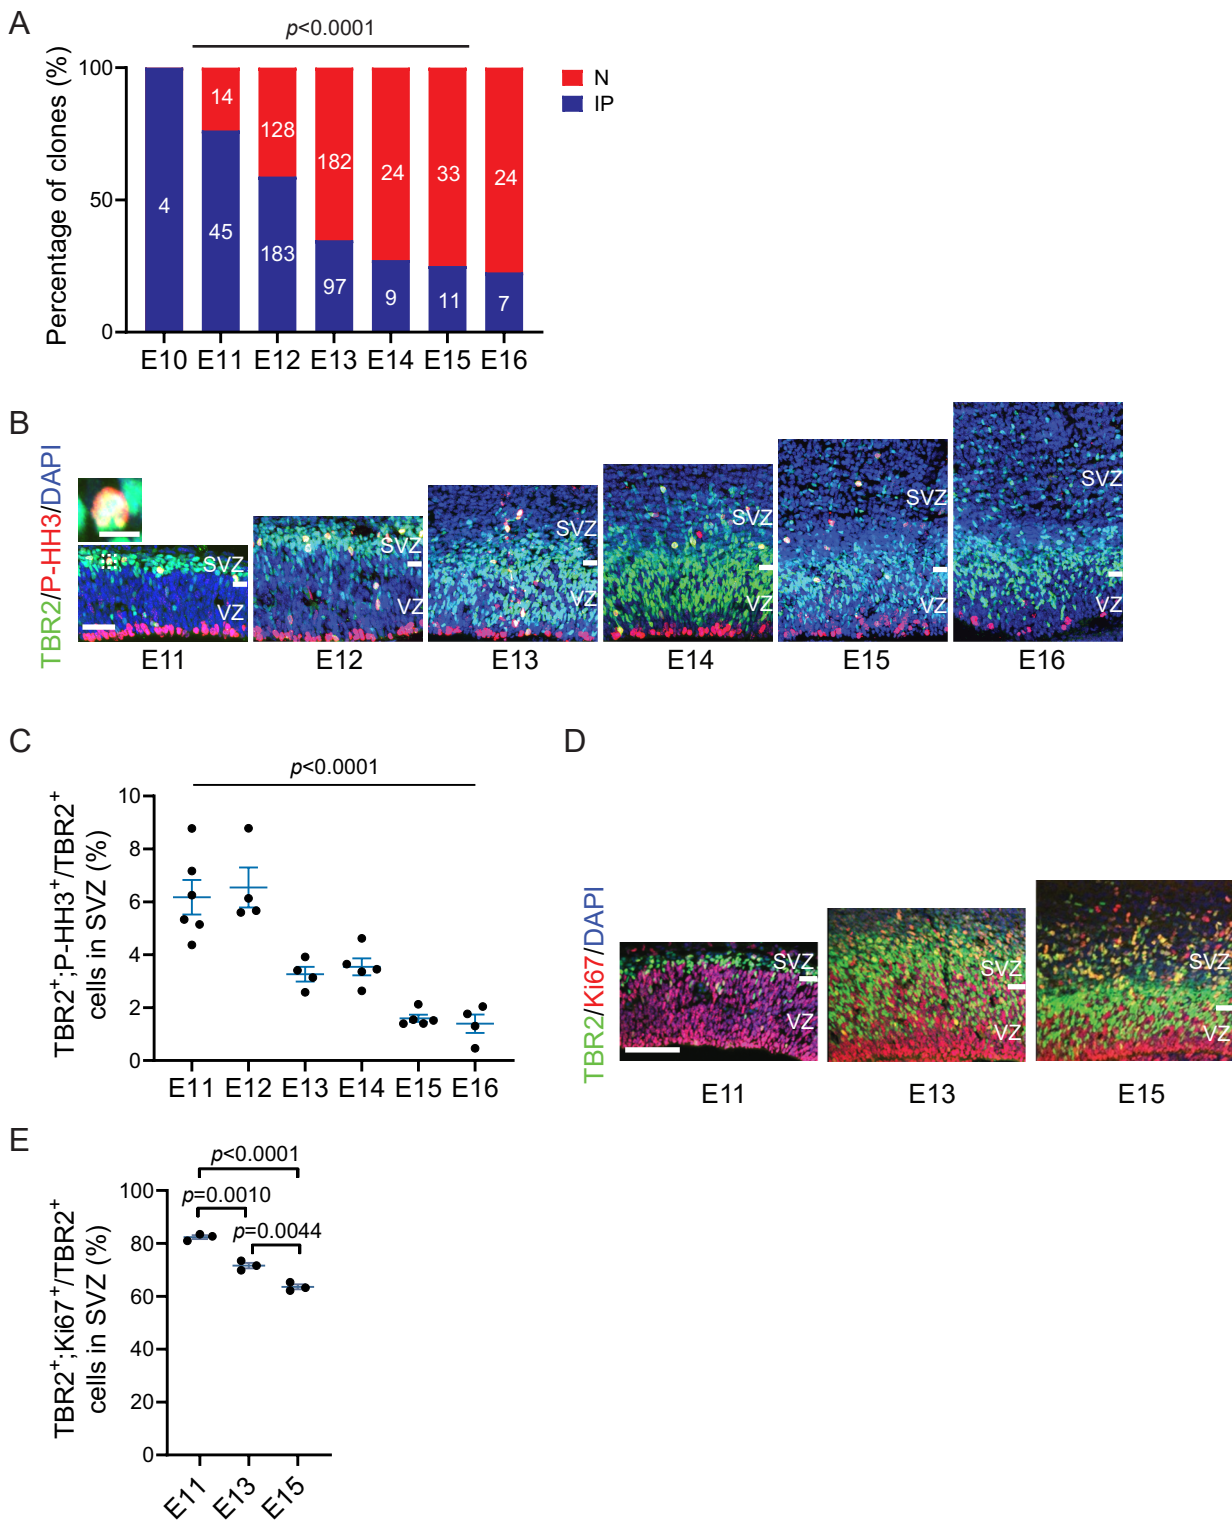 A
p<0.0001
Percentage of clones (%)
100
50
0
14
128
182
24
33
24
4
45
183
97
9
11
7
E10 E11 E12 E13 E14 E15 E16
N
IP
B
TBR2/P-HH3/DAPI
SVZ
VZ
E11
SVZ
VZ
E12
SVZ
VZ
E13
SVZ
VZ
E14
SVZ
VZ
E15
SVZ
VZ
E16
C
p<0.0001
TBR2⁺;P-HH3⁺/TBR2⁺
cells in SVZ (%)
10
8
6
4
2
0
E11 E12 E13 E14 E15 E16
D
TBR2/Ki67/DAPI
SVZ
VZ
E11
SVZ
VZ
E13
SVZ
VZ
E15
E
p<0.0001
p=0.0010
p=0.0044
TBR2⁺;Ki67⁺/TBR2⁺
cells in SVZ (%)
100
80
60
40
20
0
E11
E13
E15